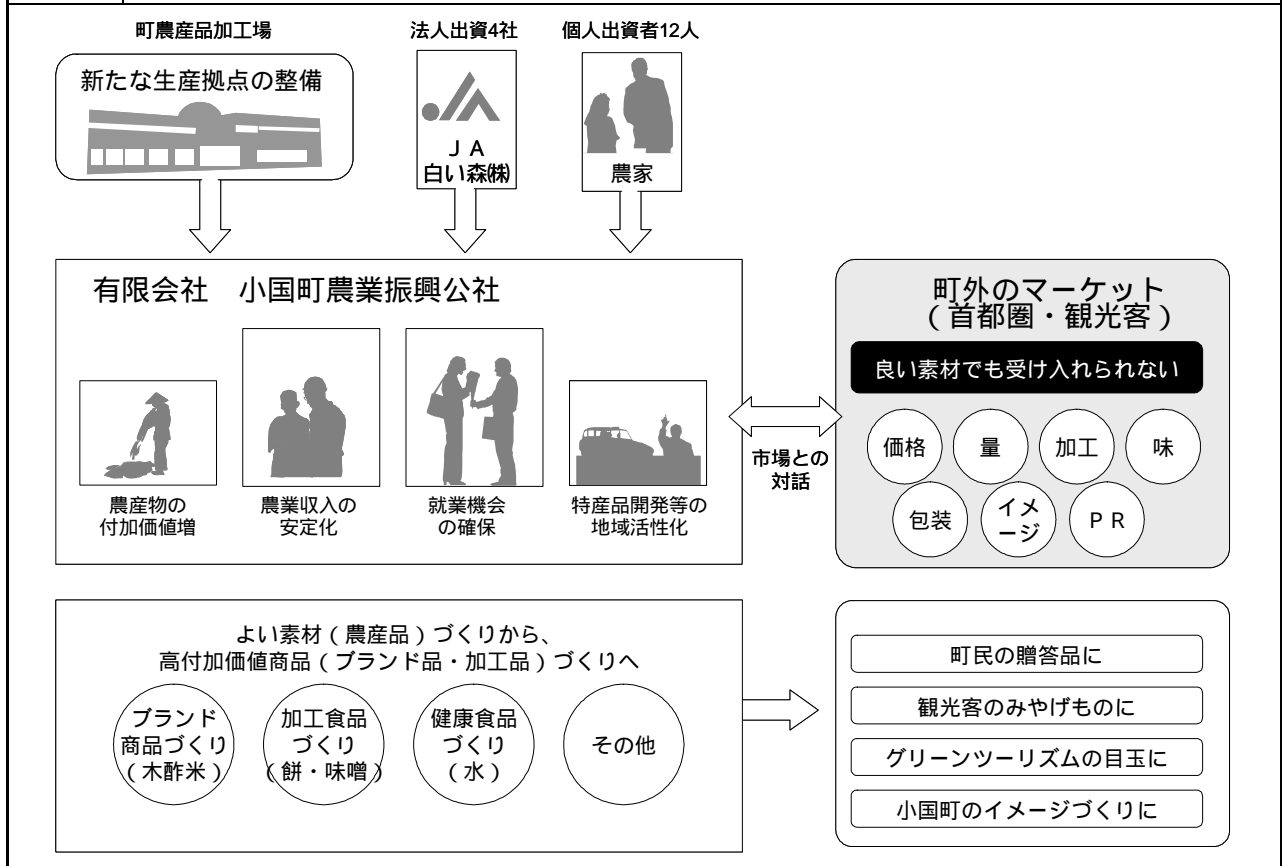 町農産品加工場
法人出資4社
個人出資者12人
新たな生産拠点の整備
ＪＡ
白い森㈱
農家
有限会社　小国町農業振興公社
農産物の
付加価値増
農業収入の
安定化
就業機会
の確保
特産品開発等の
地域活性化
市場との
対話
町外のマーケット
（首都圏・観光客）
良い素材でも受け入れられない
価格
量
加工
味
包装
イメ
ージ
ＰＲ
よい素材（農産品）づくりから、
高付加価値商品（ブランド品・加工品）づくりへ
ブランド
商品づくり
（木酢米）
加工食品
づくり
（餅・味噌）
健康食品
づくり
（水）
その他
町民の贈答品に
観光客のみやげものに
グリーンツーリズムの目玉に
小国町のイメージづくりに